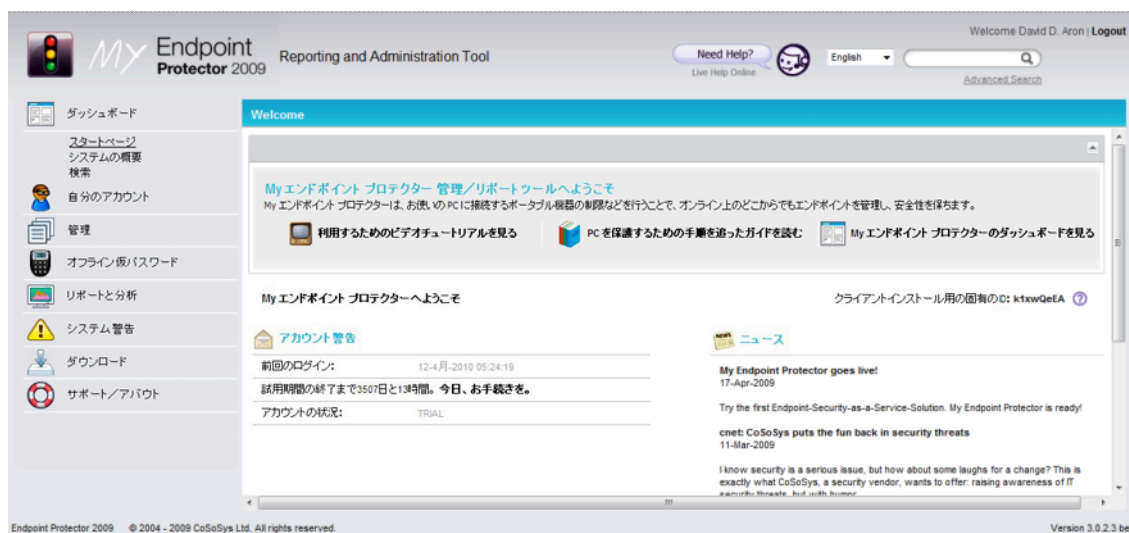 Welcome David D. Aron | Logout
MY Endpoint
Protector 2009
Reporting and Administration Tool
Need Help?
Live Help Online
English
Advanced Search
ダッシュボード
スタートページ
システムの概要
検索
自分のアカウント
管理
オフライン仮パスワード
リポートと分析
システム警告
ダウンロード
サポート／アバウト
Welcome
My エンドポイント プロテクター 管理／リポートツールへようこそ
My エンドポイント プロテクターは、お使いの PC に接続するポータブル機器の制限などを行うことで、オンライン上のどこからでもエンドポイントを管理し、安全性を保ちます。
利用するためのビデオチュートリアルを見る
PC を保護するための手順を追ったガイドを読む
My エンドポイント プロテクターのダッシュボードを見る
My エンドポイント プロテクターへようこそ
クライアントインストール用の固有のID: k1xwQeEA
アカウント警告
前回のログイン: 12-4月-2010 05:24:19
試用期間の終了まで3507日と13時間。今日、お手続きを。
アカウントの状況: TRIAL
NEWS
ニュース
My Endpoint Protector goes live!
17-Apr-2009
Try the first Endpoint-Security-as-a-Service-Solution. My Endpoint Protector is ready!
cnet: CoSoSys puts the fun back in security threats
11-Mar-2009
I know security is a serious issue, but how about some laughs for a change? This is
exactly what CoSoSys, a security vendor, wants to offer: raising awareness of IT
security threats, but with humor.
Endpoint Protector 2009 © 2004 - 2009 CoSoSys Ltd. All rights reserved.
Version 3.0.2.3 be